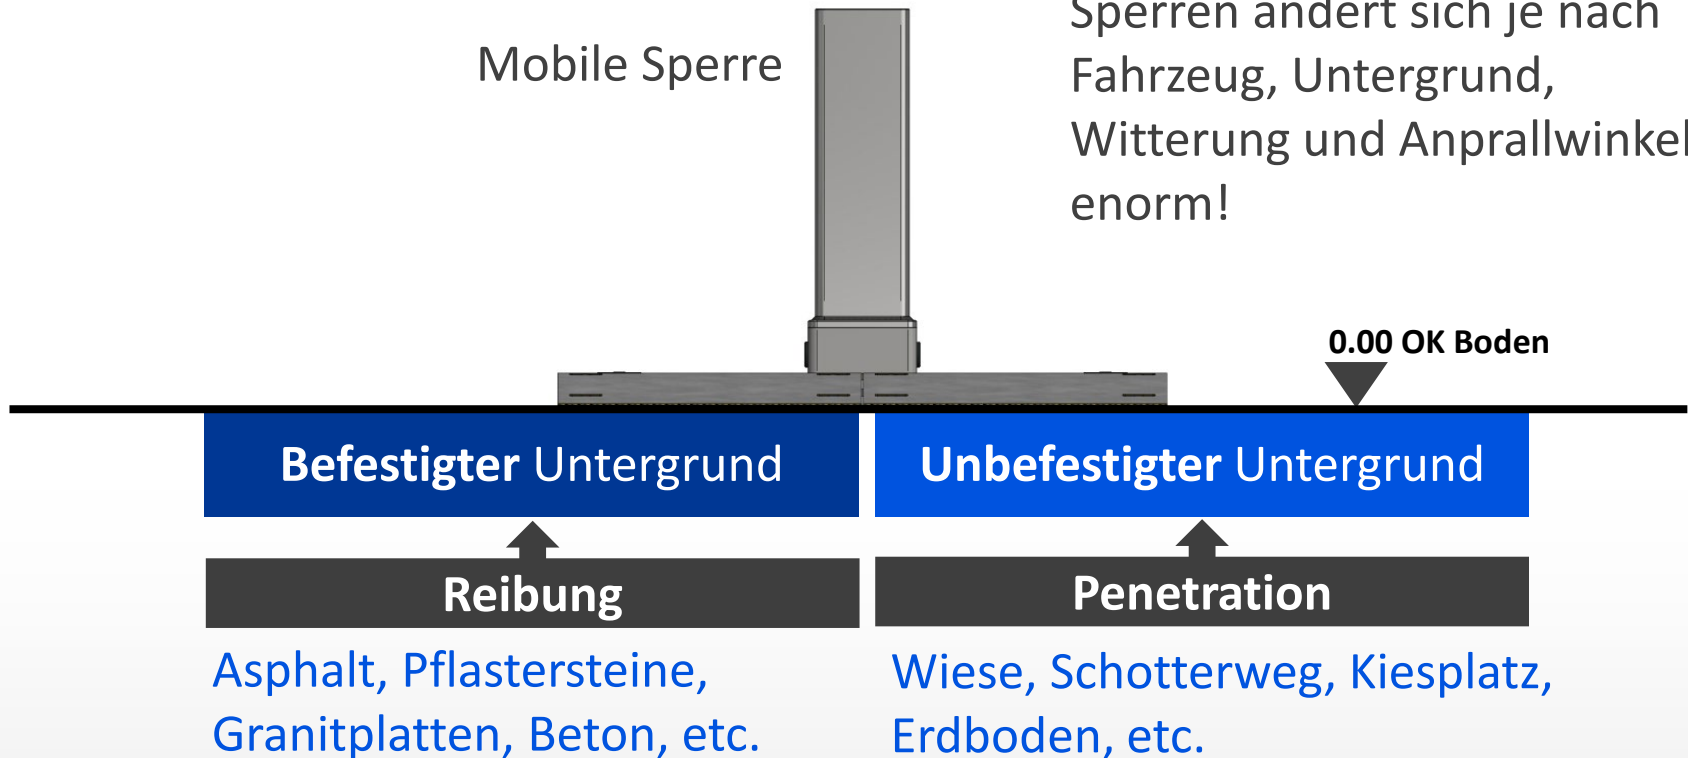 Sperren ändert sich je nach
Fahrzeug, Untergrund,
Witterung und Anprallwinkel
enorm!
Mobile Sperre
0.00 OK Boden
Befestigter Untergrund
Unbefestigter Untergrund
Reibung
Penetration
Asphalt, Pflastersteine,
Granitplatten, Beton, etc.
Wiese, Schotterweg, Kiesplatz,
Erdboden, etc.